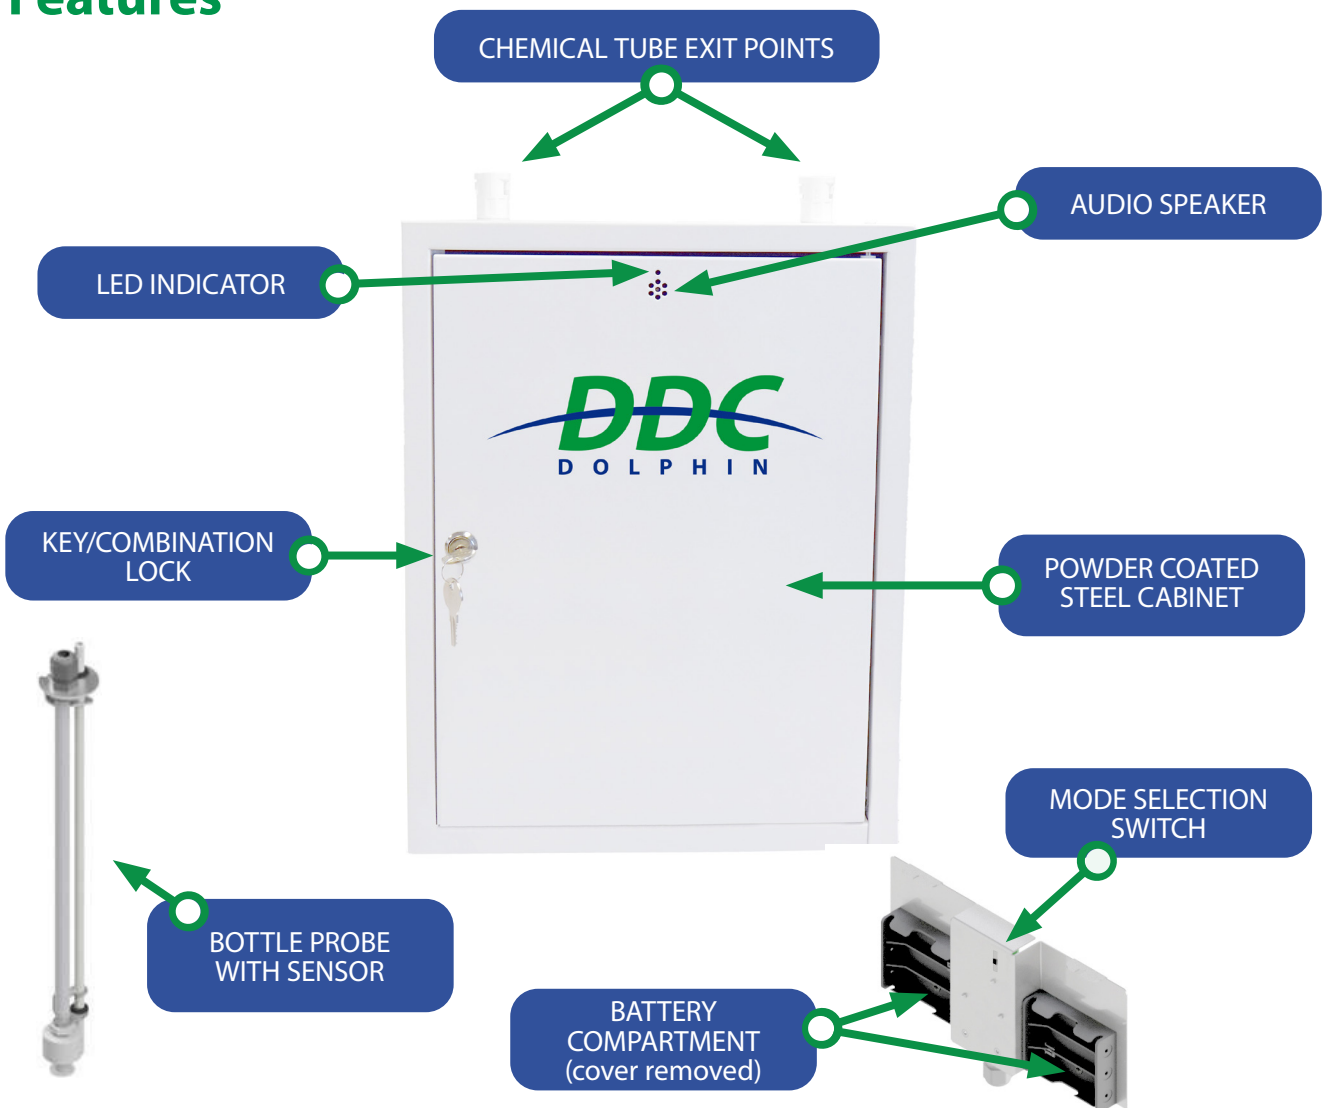 Features
CHEMICAL TUBE EXIT POINTS
AUDIO SPEAKER
LED INDICATOR
DDC
DOLPHIN
KEY/COMBINATION
LOCK
POWDER COATED
STEEL CABINET
MODE SELECTION
SWITCH
BOTTLE PROBE
WITH SENSOR
BATTERY
COMPARTMENT
(cover removed)